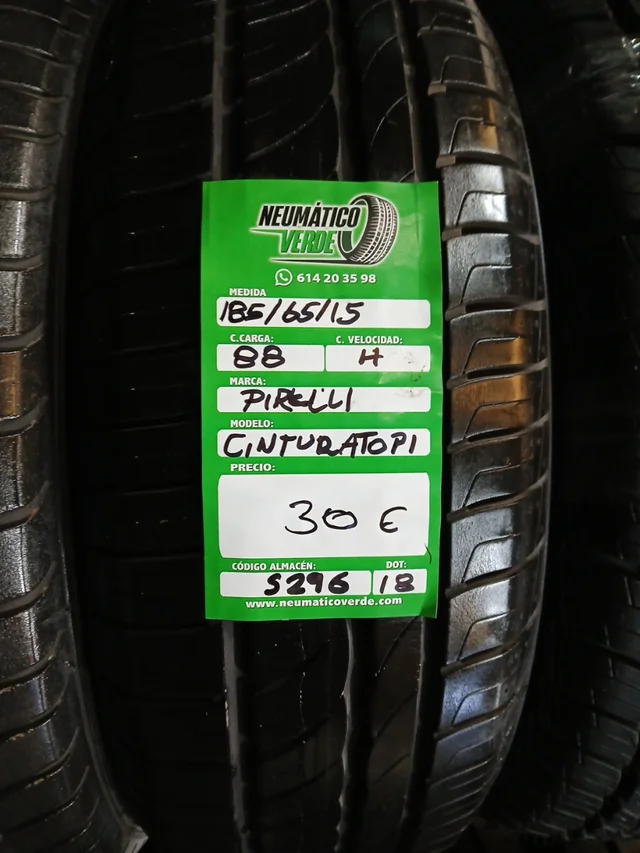 NEUMÁTICO
VERDE
614 20 35 98
MEDIDA
185/65/15
C.CARGA: C. VELOCIDAD:
88 H
MARCA:
PIRELLI
MODELO:
CINTURATOP1
PRECIO:
30 €
CÓDIGO ALMACÉN: DOT:
S296 18
www.neumaticoverde.com